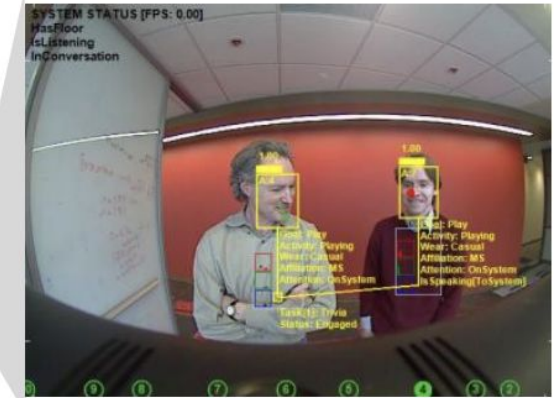 SYSTEM STATUS [FPS: 0.00]
HasFloor
IsListening
InConversation
1.00
1.00
A:4
Goal: Play
Activity: Playing
Wear: Casual
Affiliation: MS
Attention: OnSystem
Goal: Play
Activity: Playing
Wear: Casual
Affiliation: MS
Attention: OnSystem
IsSpeaking[ToSystem]
Task[1]: Trivia
Status: Engaged
9
8
7
6
5
4
3
2